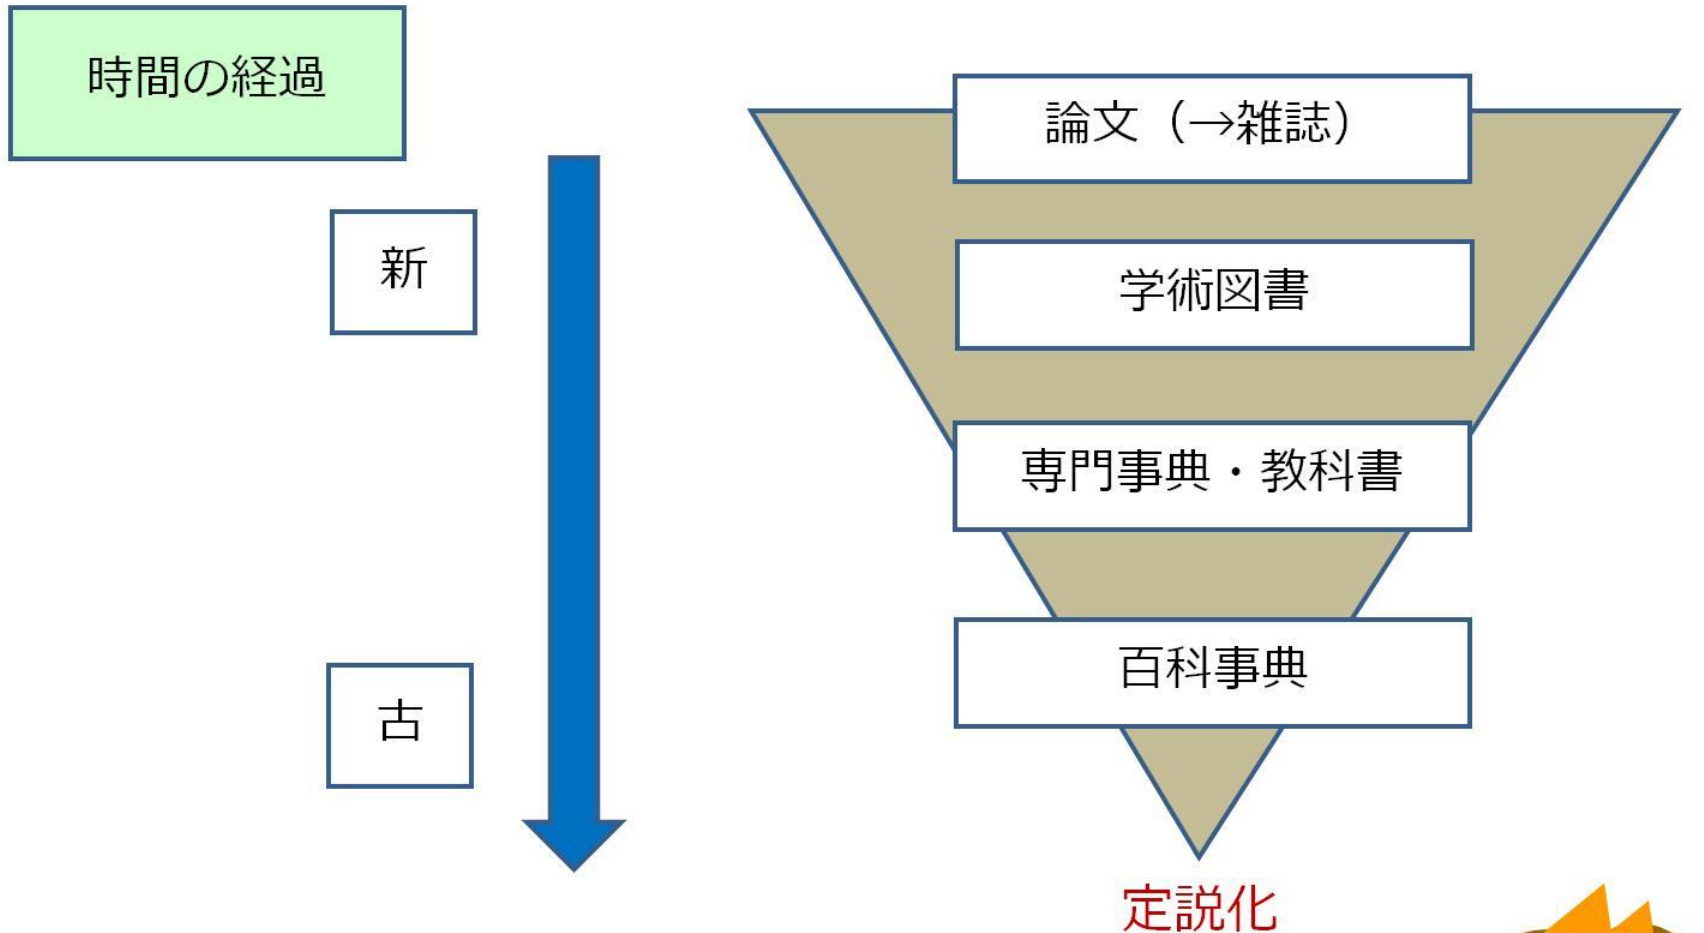 時間の経過
論文（→雑誌）
新
学術図書
専門事典・教科書
百科事典
古
定説化